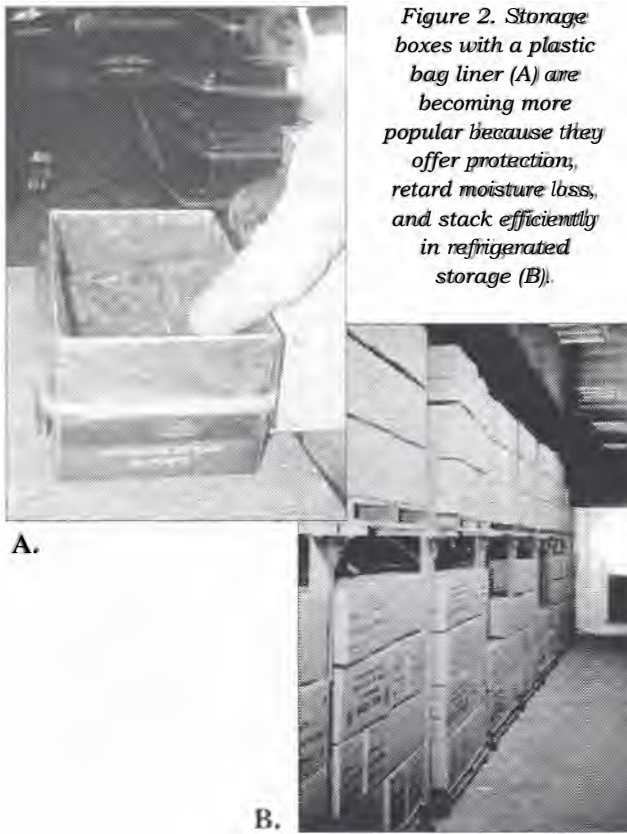 Figure 2. Storage
boxes with a plastic
bag liner (A) are
becoming more
popular because they
offer protection,
retard moisture loss,
and stack efficiently
in refrigerated
storage (B).
A.
B.